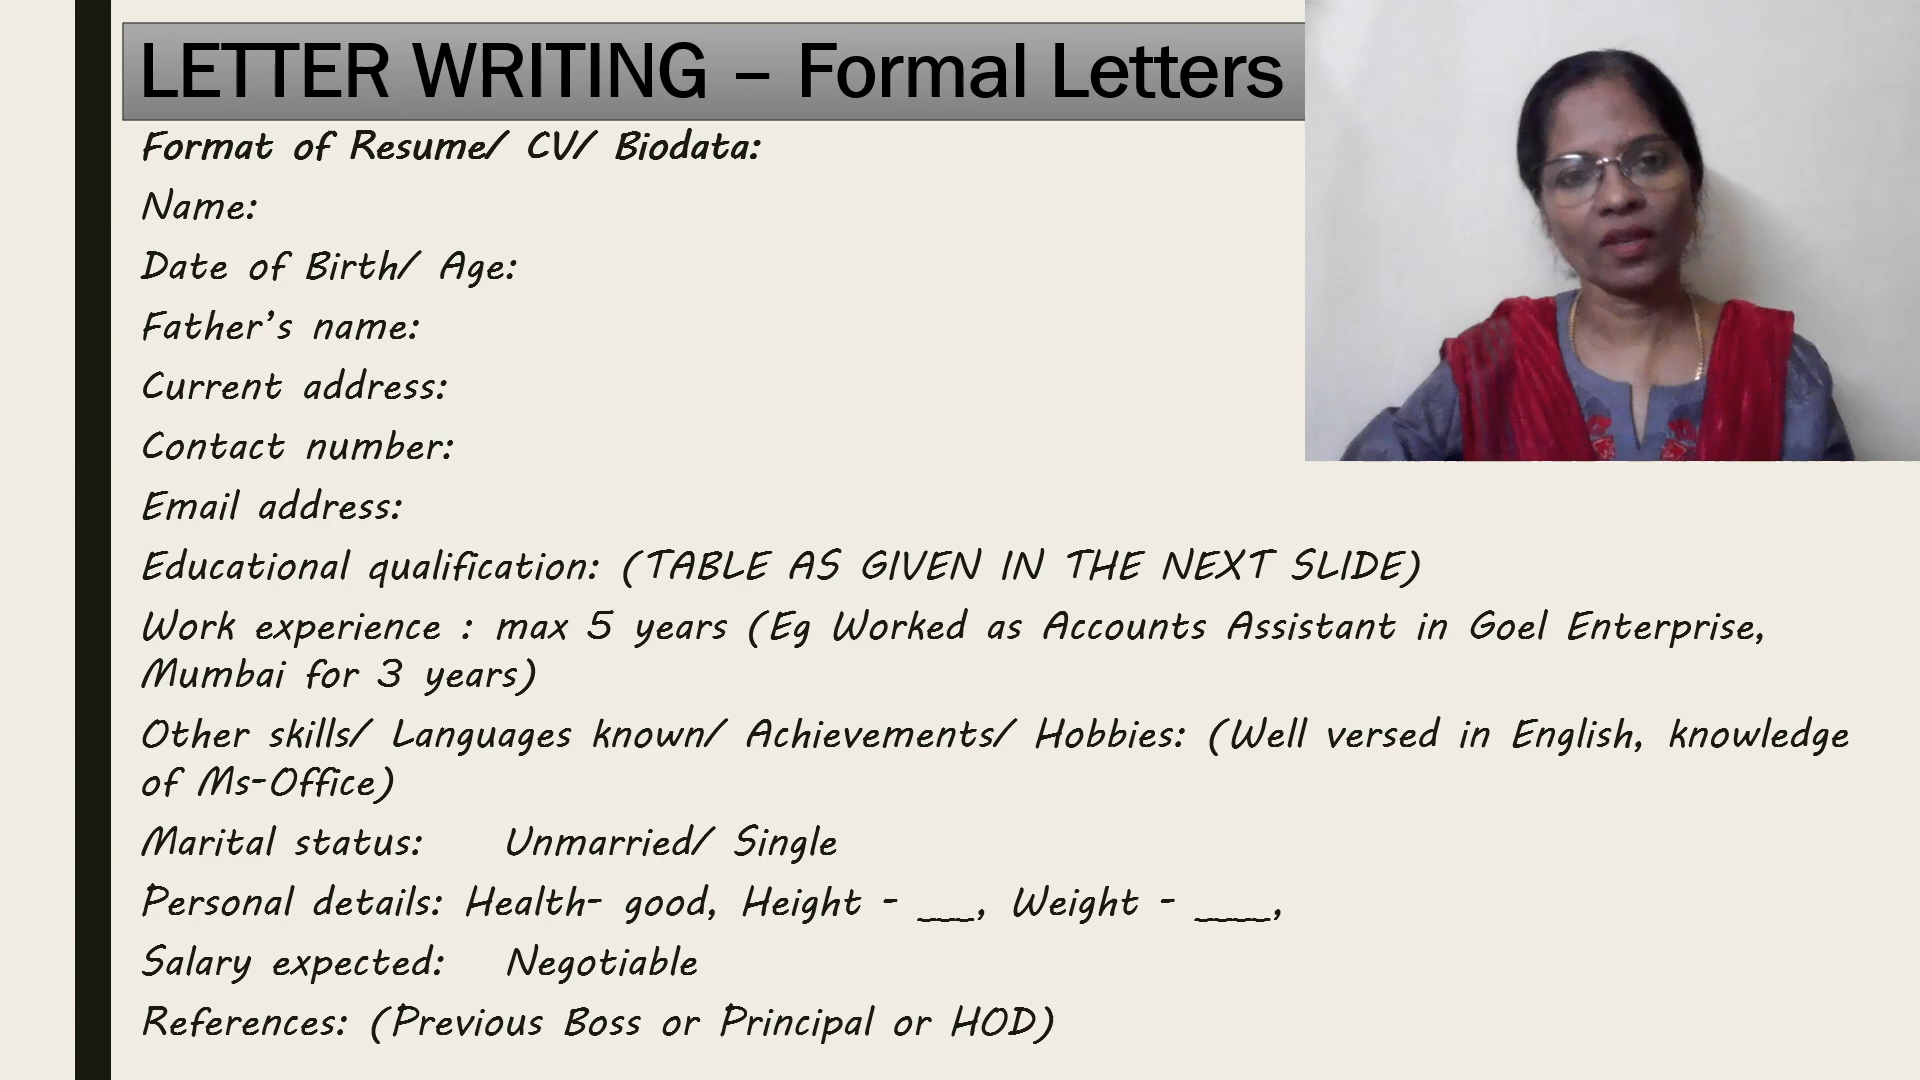 LETTER WRITING – Formal Letters
Format of Resume/ CV/ Biodata:
Name:
Date of Birth/ Age:
Father’s name:
Current address:
Contact number:
Email address:
Educational qualification: (TABLE AS GIVEN IN THE NEXT SLIDE)
Work experience : max 5 years (Eg Worked as Accounts Assistant in Goel Enterprise,
Mumbai for 3 years)
Other skills/ Languages known/ Achievements/ Hobbies: (Well versed in English, knowledge
of Ms-Office)
Marital status: Unmarried/ Single
Personal details: Health- good, Height - ___, Weight - ____,
Salary expected: Negotiable
References: (Previous Boss or Principal or HOD)